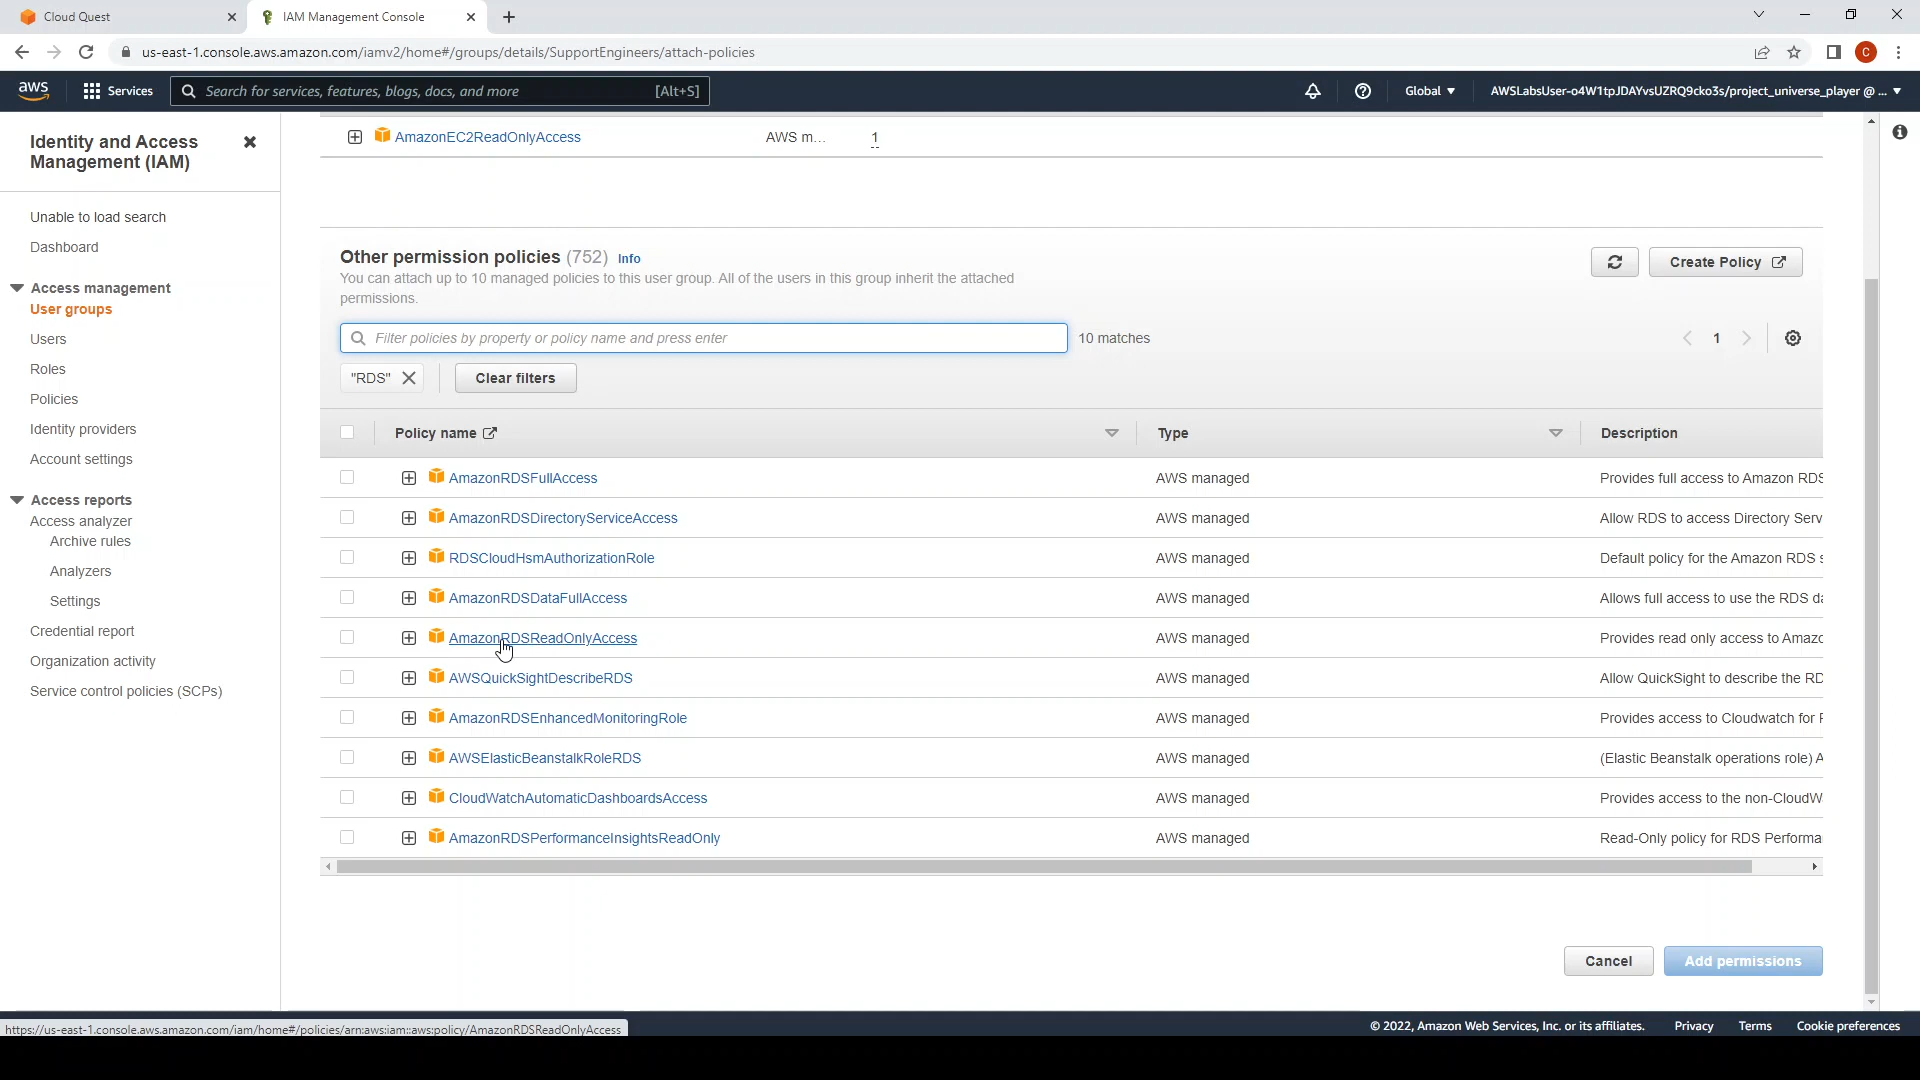 Cloud Quest
IAM Management Console
us-east-1.console.aws.amazon.com/iamv2/home#/groups/details/SupportEngineers/attach-policies
C
aws
Services
Search for services, features, blogs, docs, and more
[Alt+S]
Global
AWSLabsUser-o4W1tpJDAYvsUZRQ9cko3s/project_universe_player @ ...
Identity and Access
Management (IAM)
Unable to load search
Dashboard
Access management
User groups
Users
Roles
Policies
Identity providers
Account settings
Access reports
Access analyzer
Archive rules
Analyzers
Settings
Credential report
Organization activity
Service control policies (SCPs)
AmazonEC2ReadOnlyAccess AWS m... 1
Other permission policies (752) Info
You can attach up to 10 managed policies to this user group. All of the users in this group inherit the attached
permissions.
Create Policy
Filter policies by property or policy name and press enter
10 matches
1
"RDS"
Clear filters
Policy name Type Description
AmazonRDSFullAccess AWS managed Provides full access to Amazon RDS
AmazonRDSDirectoryServiceAccess AWS managed Allow RDS to access Directory Serv
RDSCloudHsmAuthorizationRole AWS managed Default policy for the Amazon RDS s
AmazonRDSDataFullAccess AWS managed Allows full access to use the RDS da
AmazonRDSReadOnlyAccess AWS managed Provides read only access to Amazo
AWSQuickSightDescribeRDS AWS managed Allow QuickSight to describe the RD
AmazonRDSEnhancedMonitoringRole AWS managed Provides access to Cloudwatch for R
AWSElasticBeanstalkRoleRDS AWS managed (Elastic Beanstalk operations role) A
CloudWatchAutomaticDashboardsAccess AWS managed Provides access to the non-CloudWa
AmazonRDSPerformanceInsightsReadOnly AWS managed Read-Only policy for RDS Performa
Cancel
Add permissions
https://us-east-1.console.aws.amazon.com/iam/home#/policies/arn:aws:iam::aws:policy/AmazonRDSReadOnlyAccess
© 2022, Amazon Web Services, Inc. or its affiliates.
Privacy
Terms
Cookie preferences